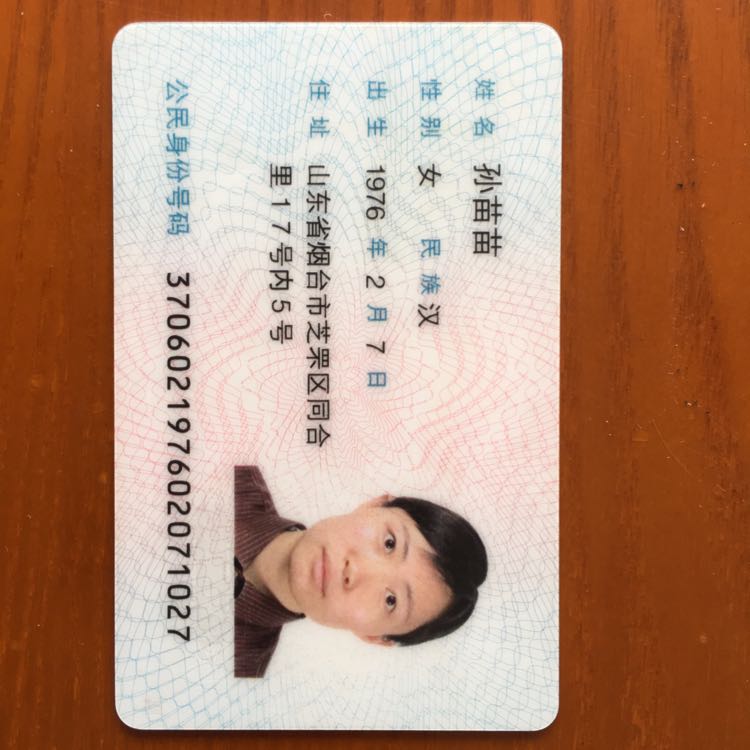 姓名 孙苗苗
性别 女 民族 汉
出生 1976 年 2 月 7 日
住址 山东省烟台市芝罘区同合
里17号内5号
公民身份号码 370602197602071027